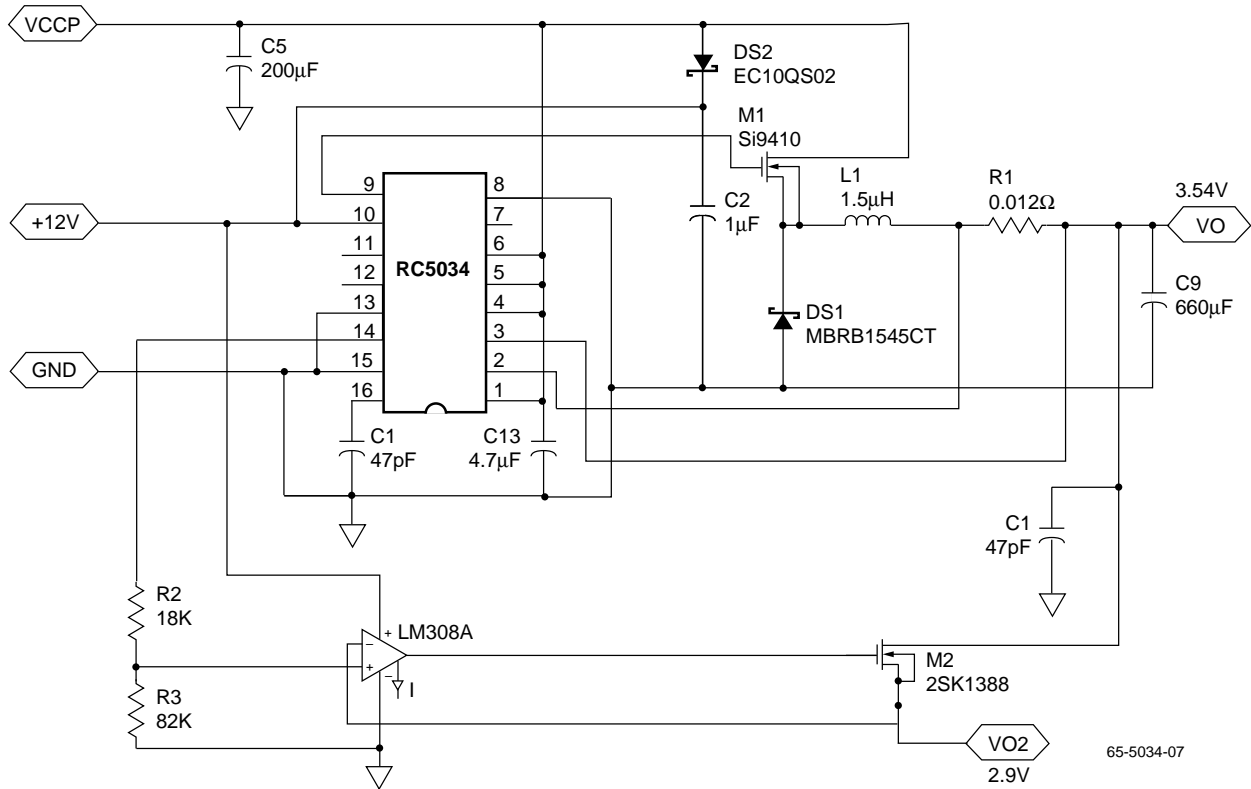 VCCP
C5
200µF
DS2
EC10QS02
M1
Si9410
L1
1.5µH
R1
0.012Ω
3.54V
VO
C2
1µF
C9
660µF
+12V
GND
RC5034
9
10
11
12
13
14
15
16
8
7
6
5
4
3
2
1
DS1
MBRB1545CT
C1
47pF
C13
4.7µF
C1
47pF
R2
18K
R3
82K
+
LM308A
–
+
–
I
M2
2SK1388
VO2
2.9V
65-5034-07